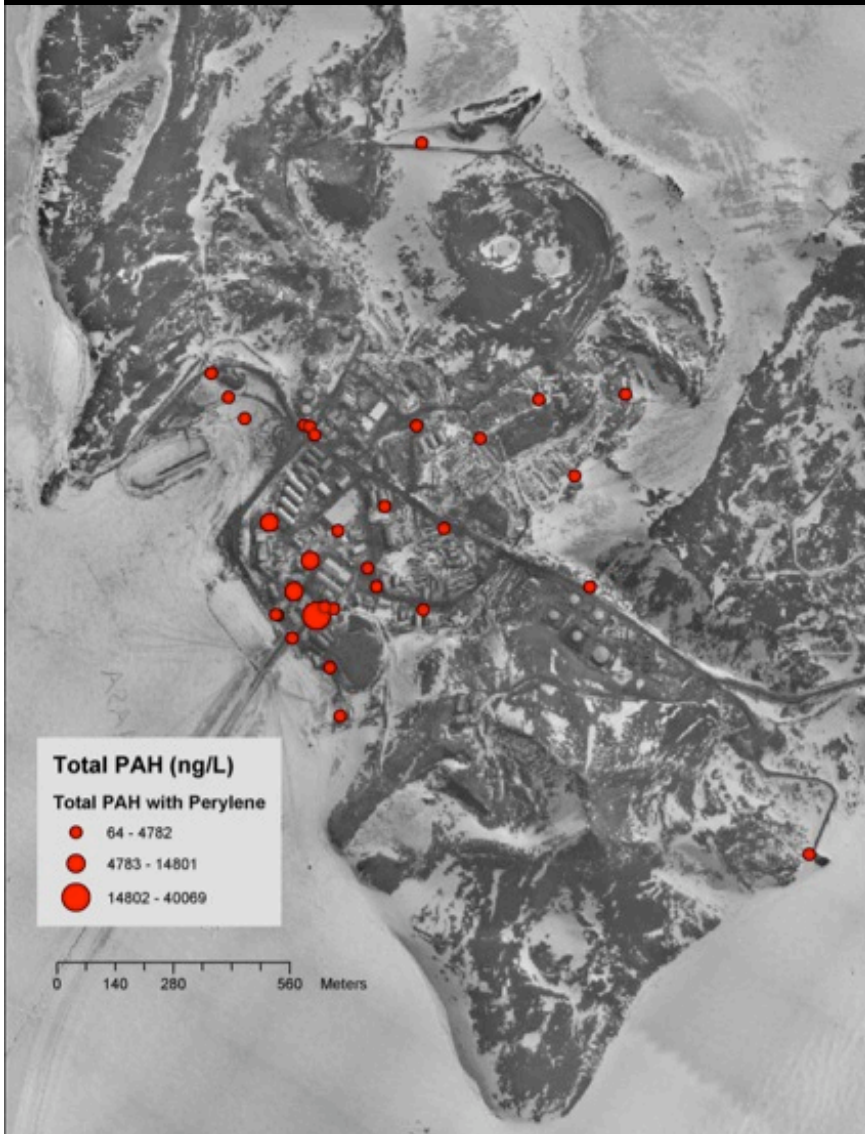 Total PAH (ng/L)
Total PAH with Perylene
64 - 4782
4783 - 14801
14802 - 40069
0 140 280 560 Meters